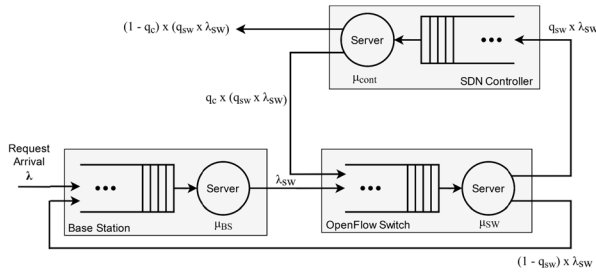 (1 - qc) x (qsw x λSW)
Server
μcont
SDN Controller
qsw x λSW
qc x (qsw x λSW)
Request
Arrival
λ
Server
μBS
Base Station
λSW
Server
μSW
OpenFlow Switch
(1 - qsw) x λSW